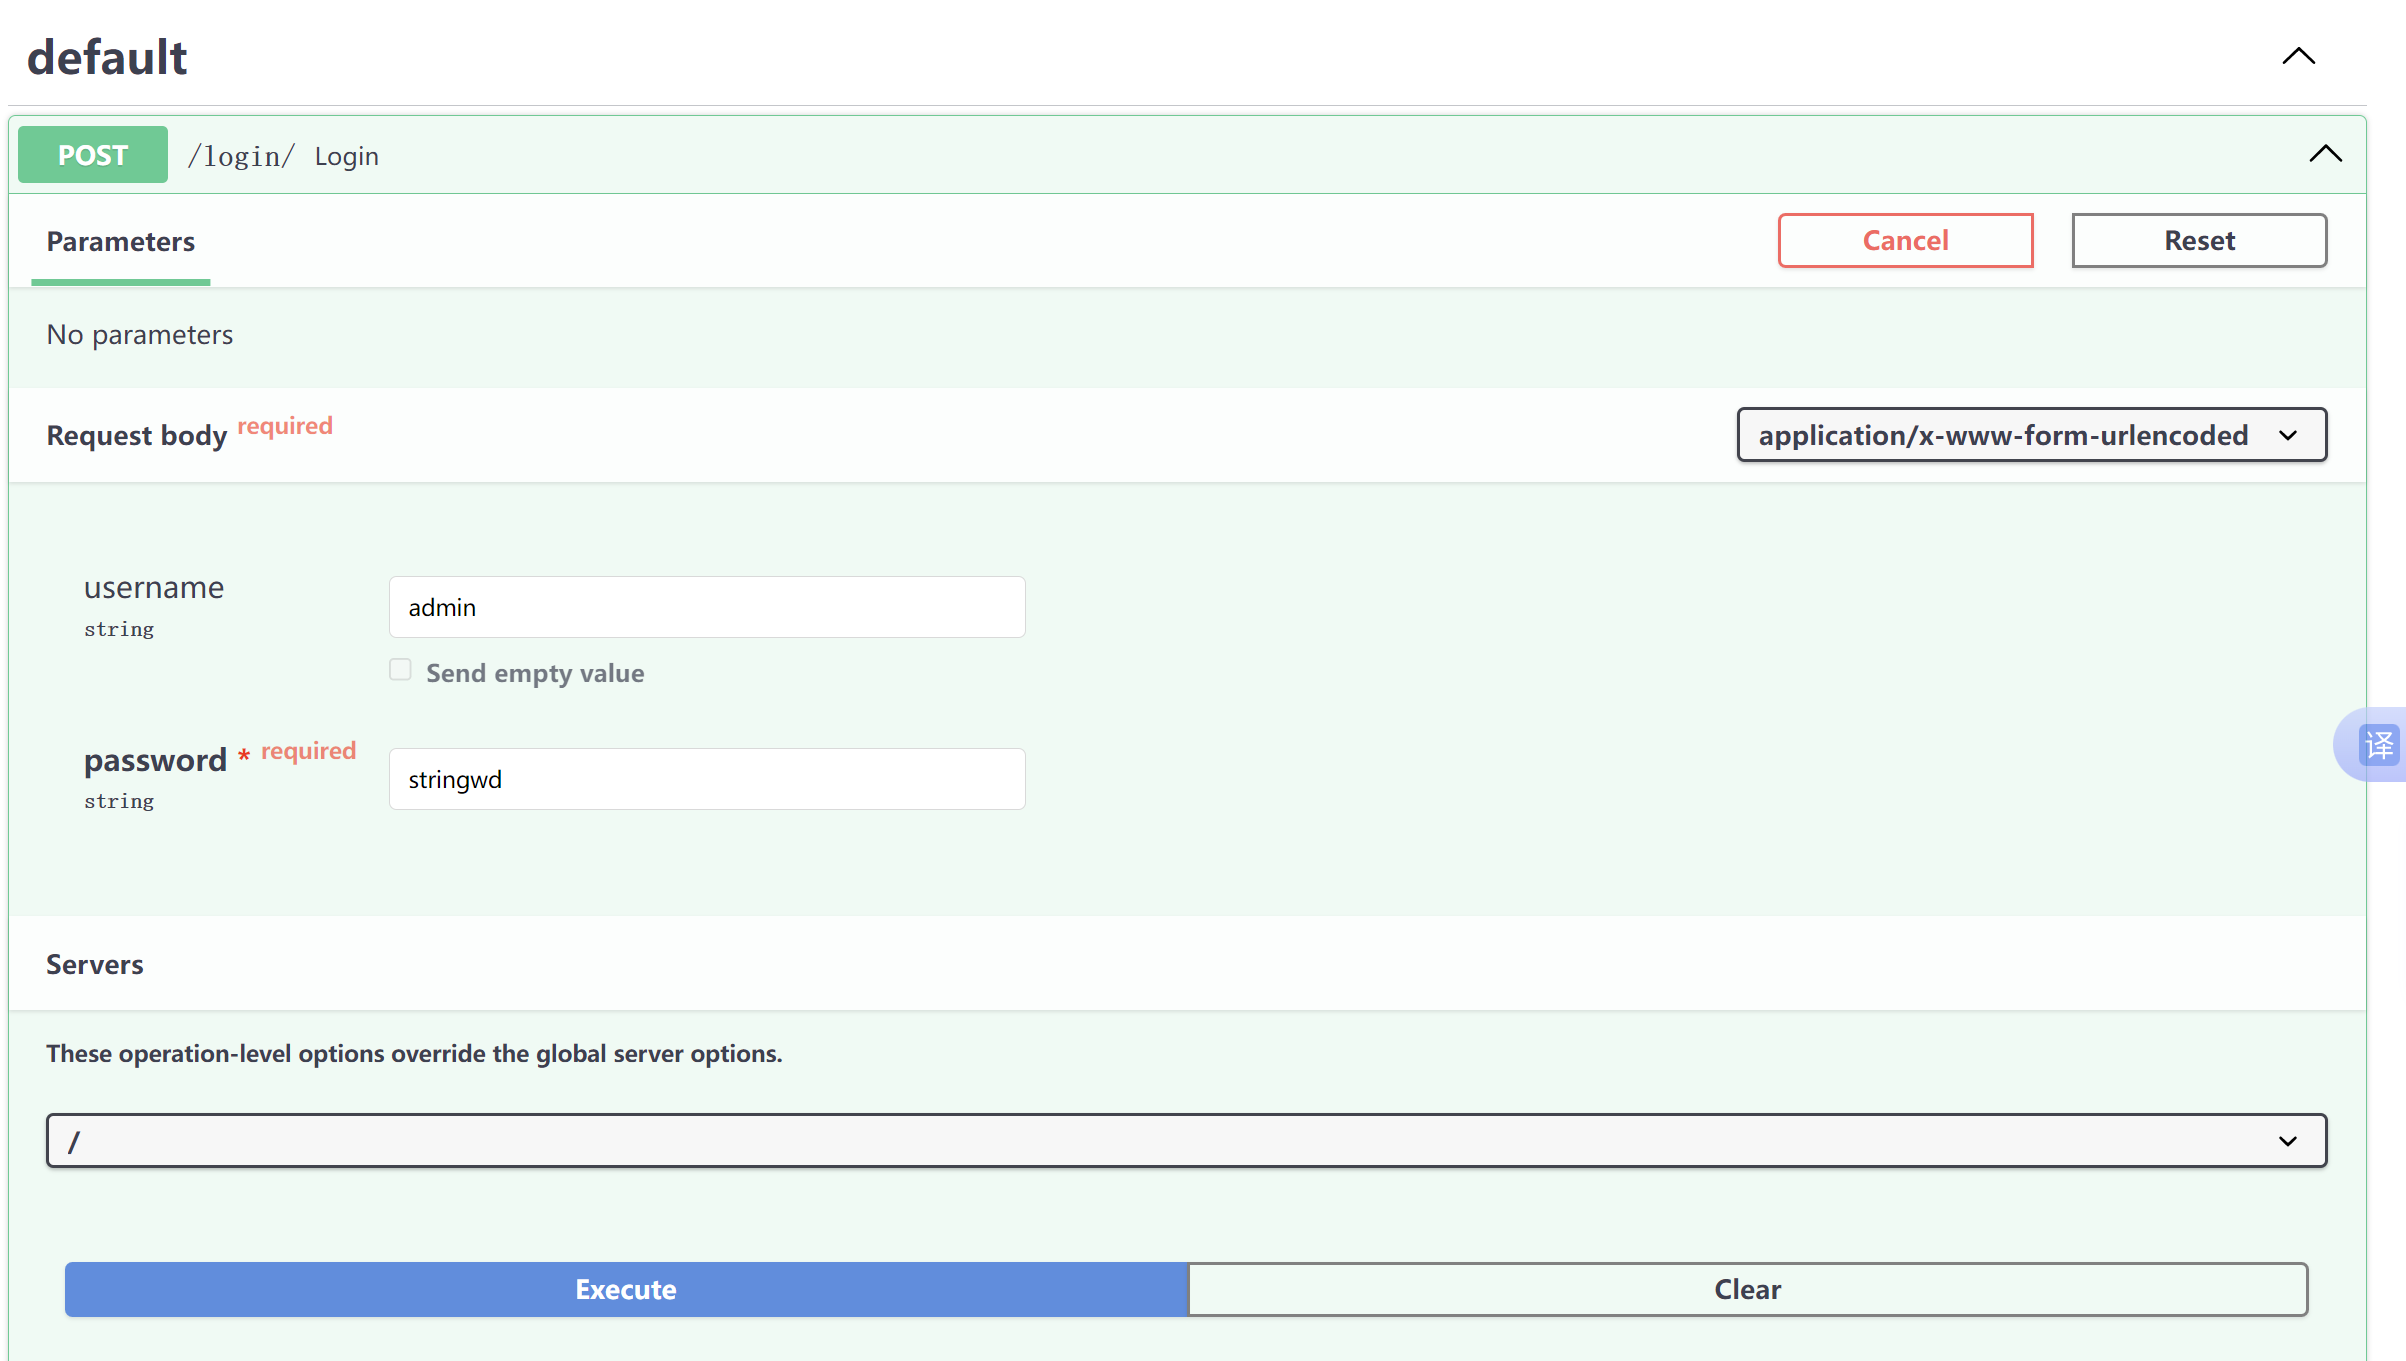 default
POST /login/ Login
Parameters
Cancel
Reset
No parameters
Request body required
application/x-www-form-urlencoded
username
string
admin
Send empty value
password * required
string
stringwd
译
Servers
These operation-level options override the global server options.
/
Execute
Clear